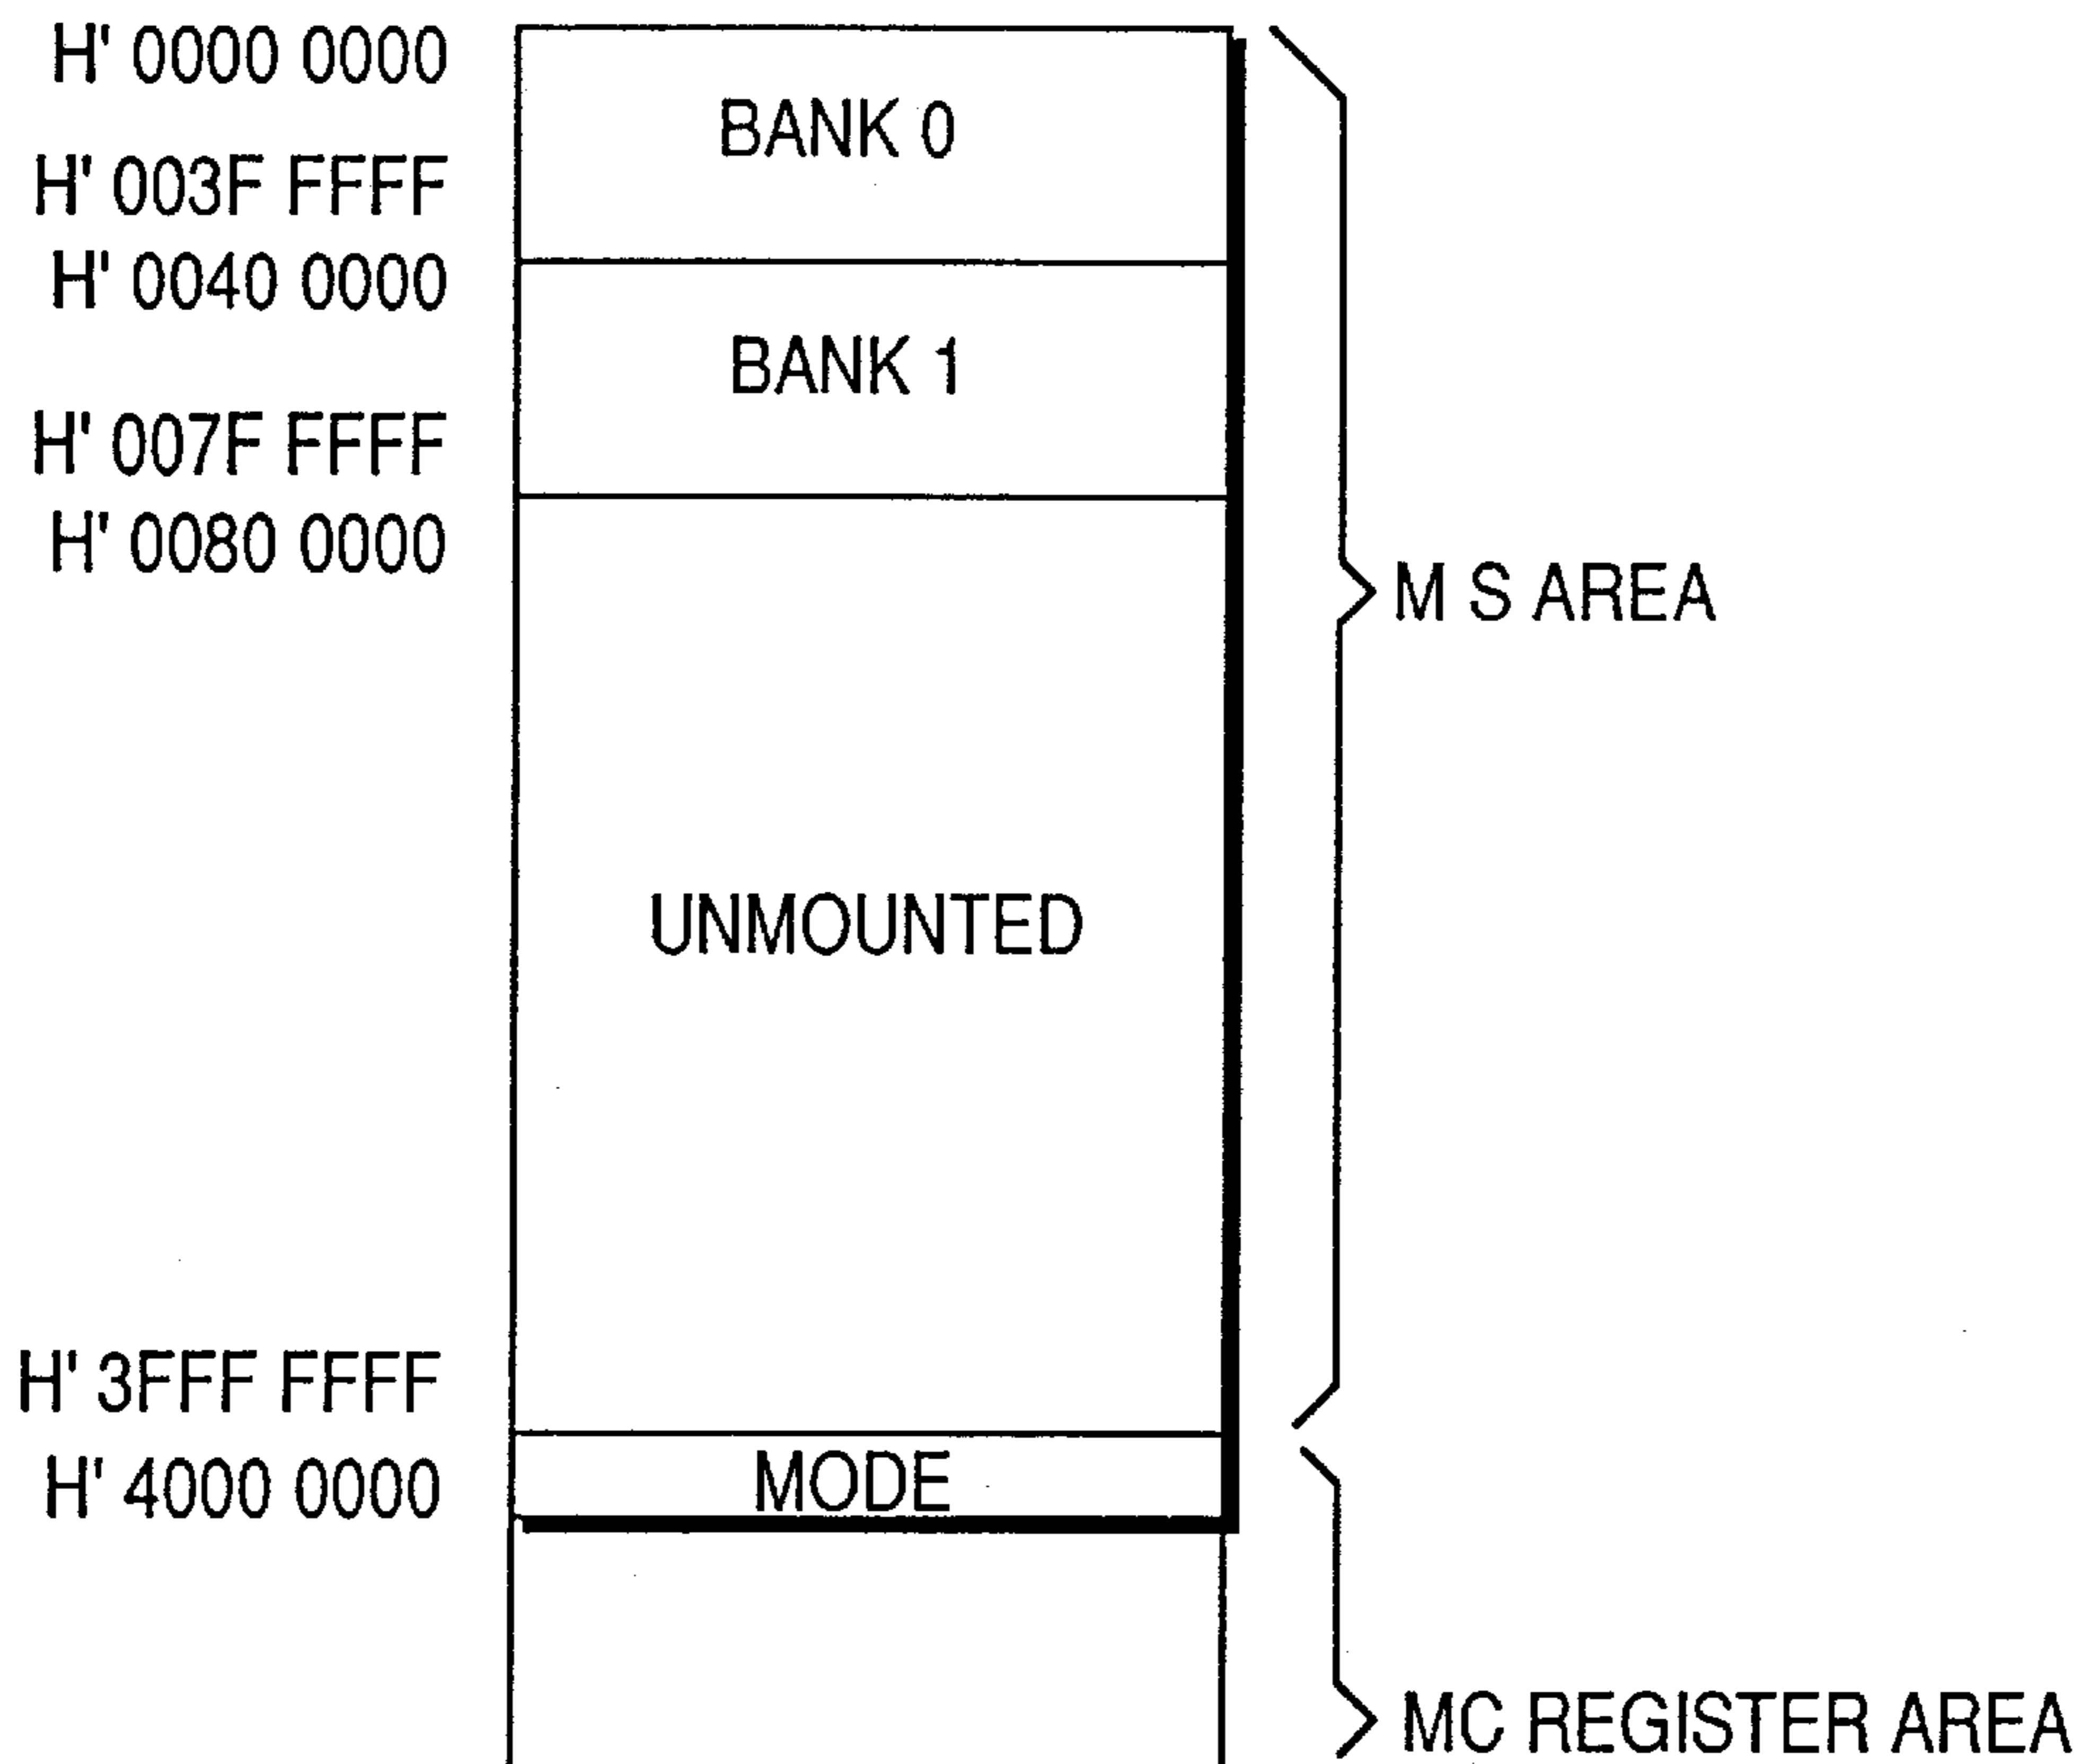 H' 0000 0000
BANK 0
H' 003F FFFF
H' 0040 0000
BANK 1
H' 007F FFFF
H' 0080 0000
M S AREA
UNMOUNTED
H' 3FFF FFFF
H' 4000 0000
MODE
MC REGISTER AREA